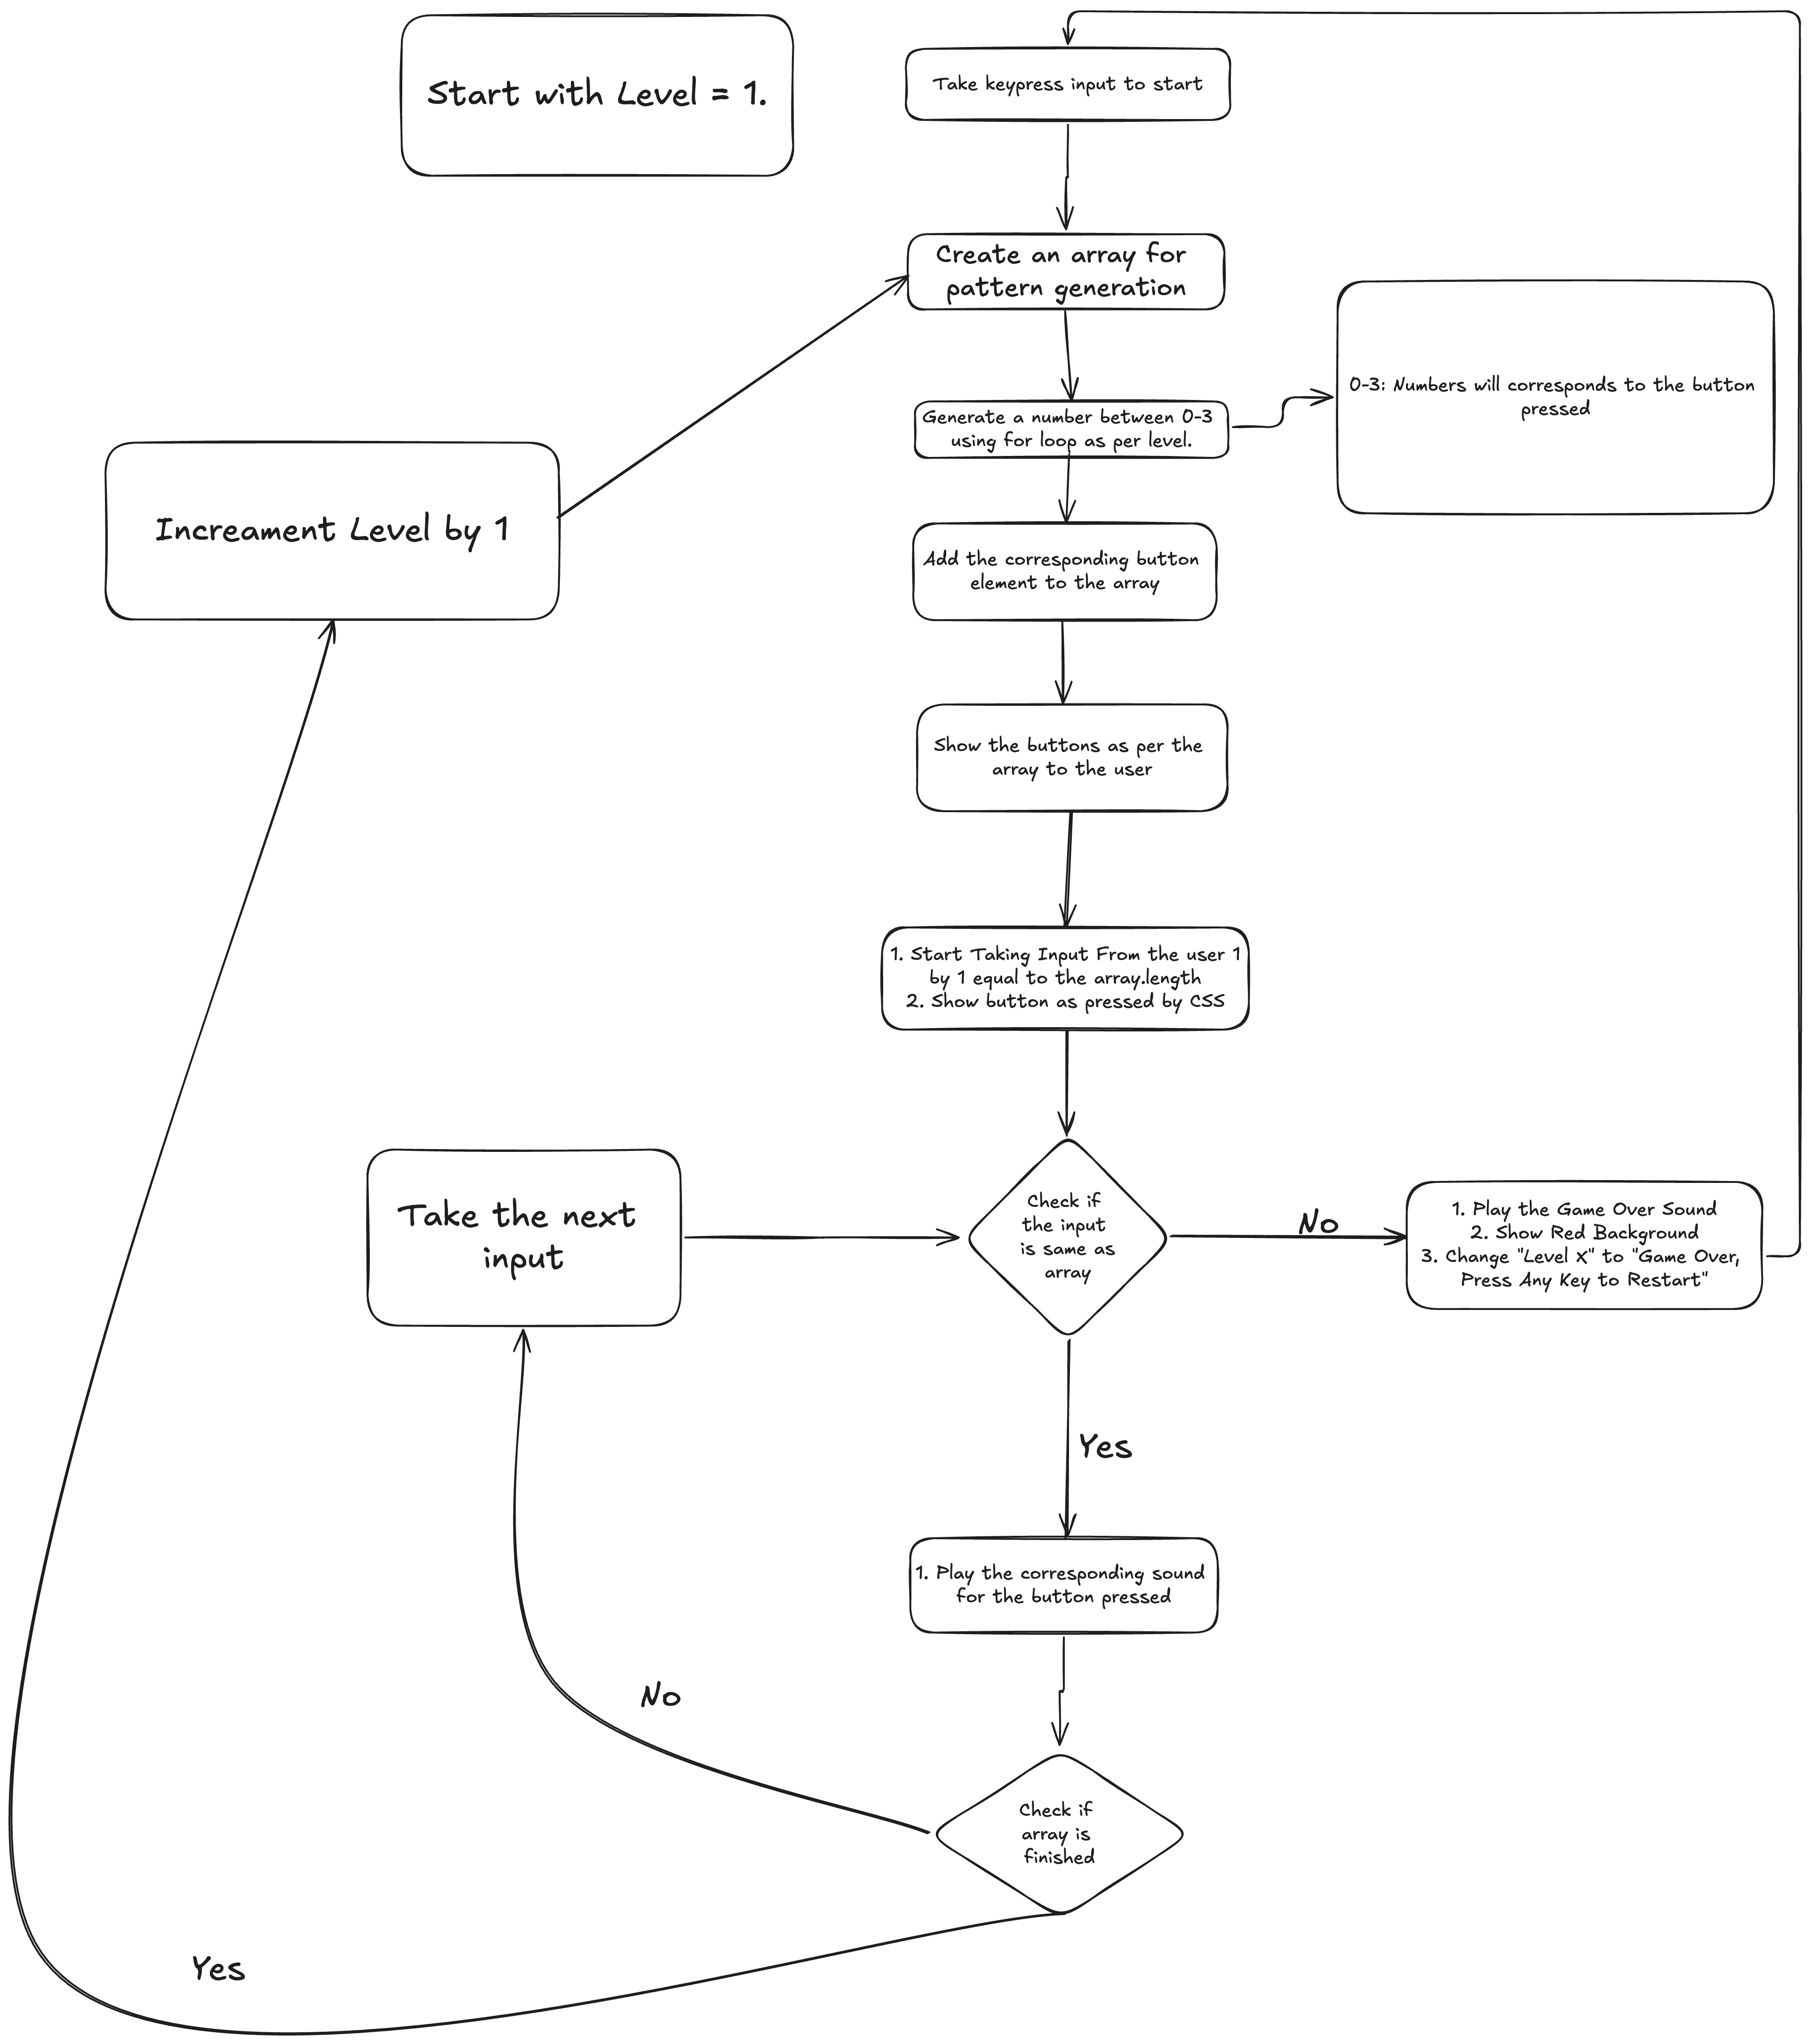 Start with Level = 1.
Take keypress input to start
Create an array for
pattern generation
0-3: Numbers will corresponds to the button
pressed
Generate a number between 0-3
using for loop as per level.
Increament Level by 1
Add the corresponding button
element to the array
Show the buttons as per the
array to the user
1. Start Taking Input From the user 1
by 1 equal to the array.length
2. Show button as pressed by CSS
Take the next
input
Check if
the input
is same as
array
No
1. Play the Game Over Sound
2. Show Red Background
3. Change "Level X" to "Game Over,
Press Any Key to Restart"
Yes
1. Play the corresponding sound
for the button pressed
No
Check if
array is
finished
Yes